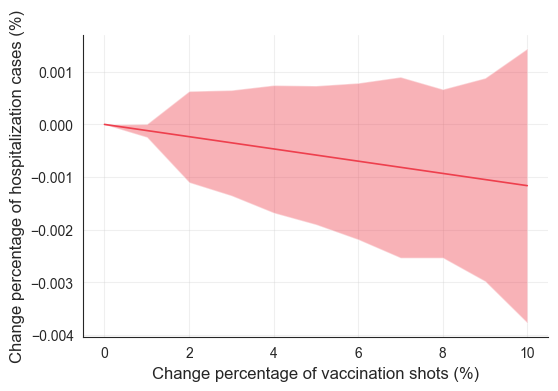 Change percentage of hospitalization cases (%)
0.001
0.000
−0.001
−0.002
−0.003
−0.004
0 2 4 6 8 10
Change percentage of vaccination shots (%)